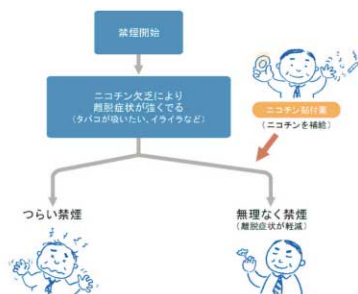 禁煙開始
ニコチン欠乏により
離脱症状が強くでる
(タバコが吸いたい、イライラなど)
ニコチン貼付薬
(ニコチンを補給)
つらい禁煙
無理なく禁煙
(離脱症状が軽減)